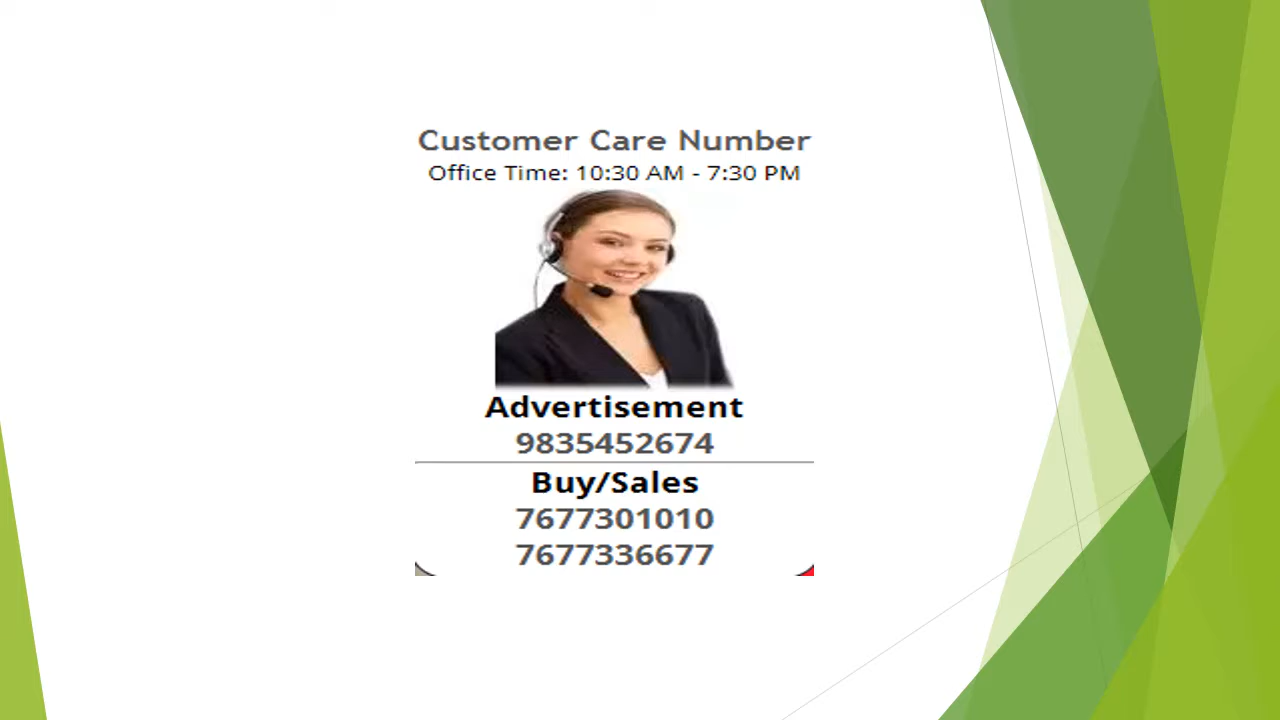 Customer Care Number
Office Time: 10:30 AM - 7:30 PM
Advertisement
9835452674
Buy/Sales
7677301010
7677336677